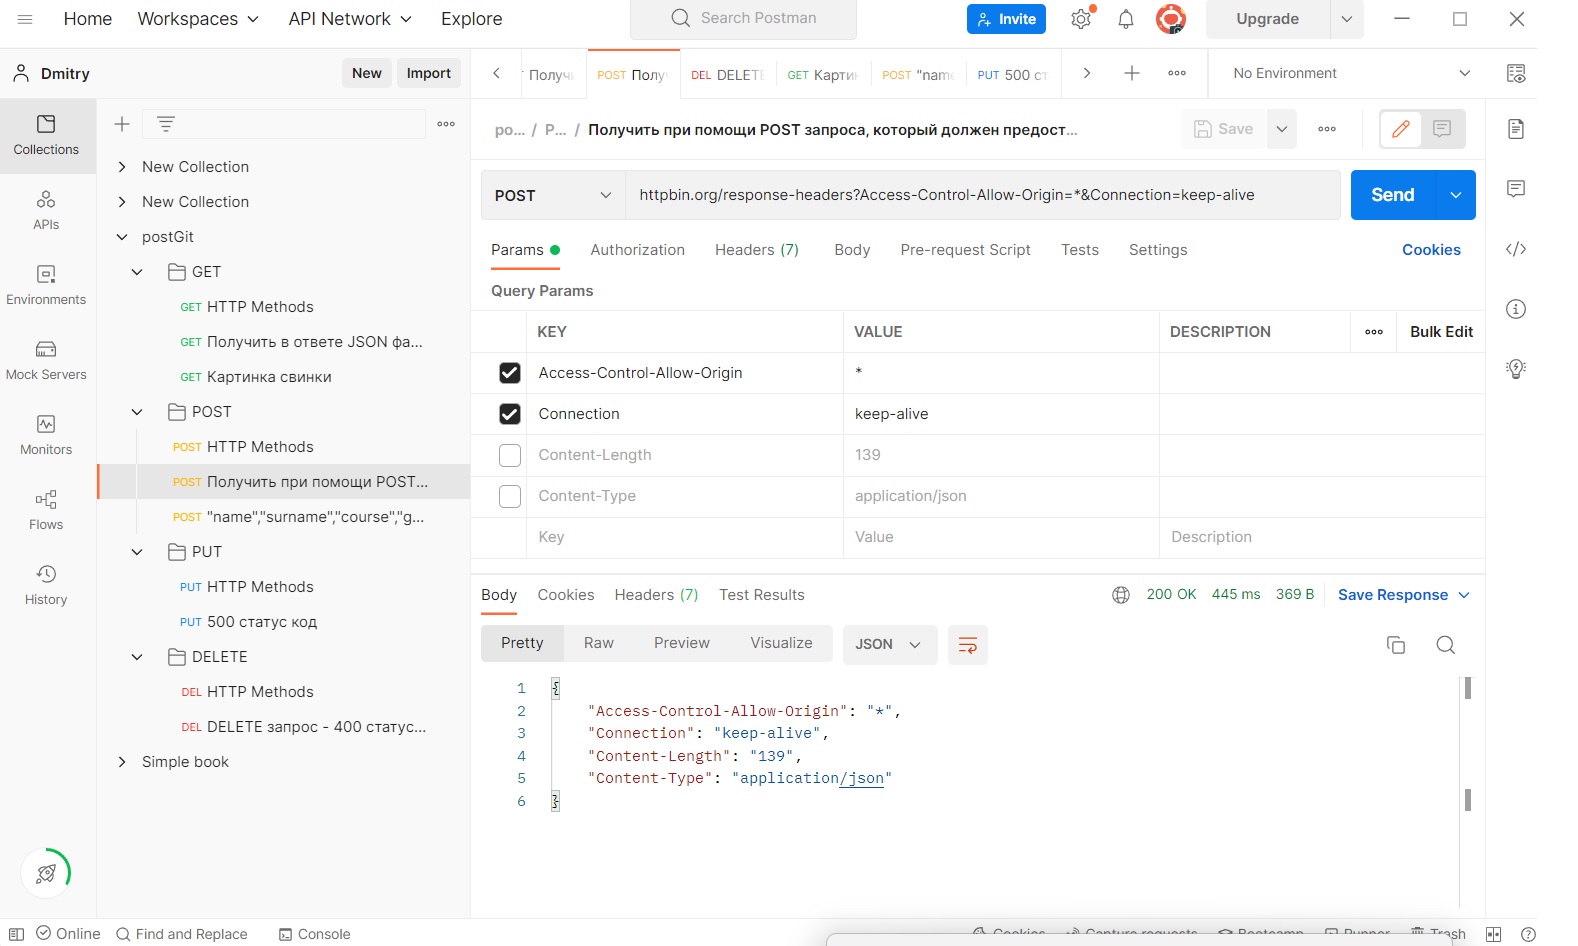 Home Workspaces API Network Explore Search Postman Invite Upgrade
Dmitry New Import
Получ POST Полу DEL DELETE GET Картин POST "name PUT 500 ст No Environment
Collections
APIs
Environments
Mock Servers
Monitors
Flows
History
New Collection
New Collection
postGit
GET
GET HTTP Methods
GET Получить в ответе JSON фа...
GET Картинка свинки
POST
POST HTTP Methods
POST Получить при помощи POST...
POST "name","surname","course","g...
PUT
PUT HTTP Methods
PUT 500 статус код
DELETE
DEL HTTP Methods
DEL DELETE запрос - 400 статус...
Simple book
po... / P... / Получить при помощи POST запроса, который должен предост... Save
POST httpbin.org/response-headers?Access-Control-Allow-Origin=*&Connection=keep-alive Send
Params Authorization Headers (7) Body Pre-request Script Tests Settings Cookies
Query Params
KEY VALUE DESCRIPTION Bulk Edit
Access-Control-Allow-Origin *
Connection keep-alive
Content-Length 139
Content-Type application/json
Key Value Description
Body Cookies Headers (7) Test Results 200 OK 445 ms 369 B Save Response
Pretty Raw Preview Visualize JSON
1 {
2 "Access-Control-Allow-Origin": "*",
3 "Connection": "keep-alive",
4 "Content-Length": "139",
5 "Content-Type": "application/json"
6 }
Online Find and Replace Console Cookies Capture requests Bootcamp Runner Trash